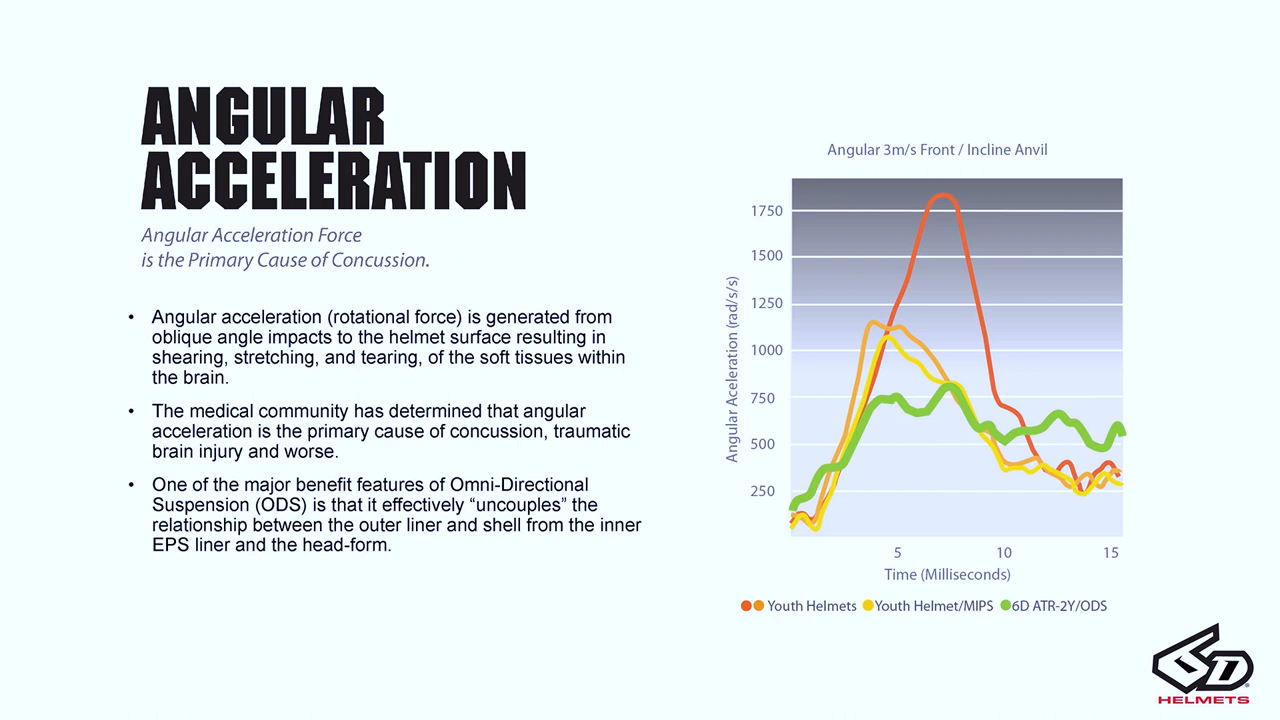 ANGULAR
ACCELERATION
Angular Acceleration Force
is the Primary Cause of Concussion.
• Angular acceleration (rotational force) is generated from
oblique angle impacts to the helmet surface resulting in
shearing, stretching, and tearing, of the soft tissues within
the brain.
• The medical community has determined that angular
acceleration is the primary cause of concussion, traumatic
brain injury and worse.
• One of the major benefit features of Omni-Directional
Suspension (ODS) is that it effectively “uncouples” the
relationship between the outer liner and shell from the inner
EPS liner and the head-form.
Angular 3m/s Front / Incline Anvil
Angular Aceleration (rad/s/s)
1750
1500
1250
1000
750
500
250
5 10 15
Time (Milliseconds)
Youth Helmets Youth Helmet/MIPS 6D ATR-2Y/ODS
6D
HELMETS